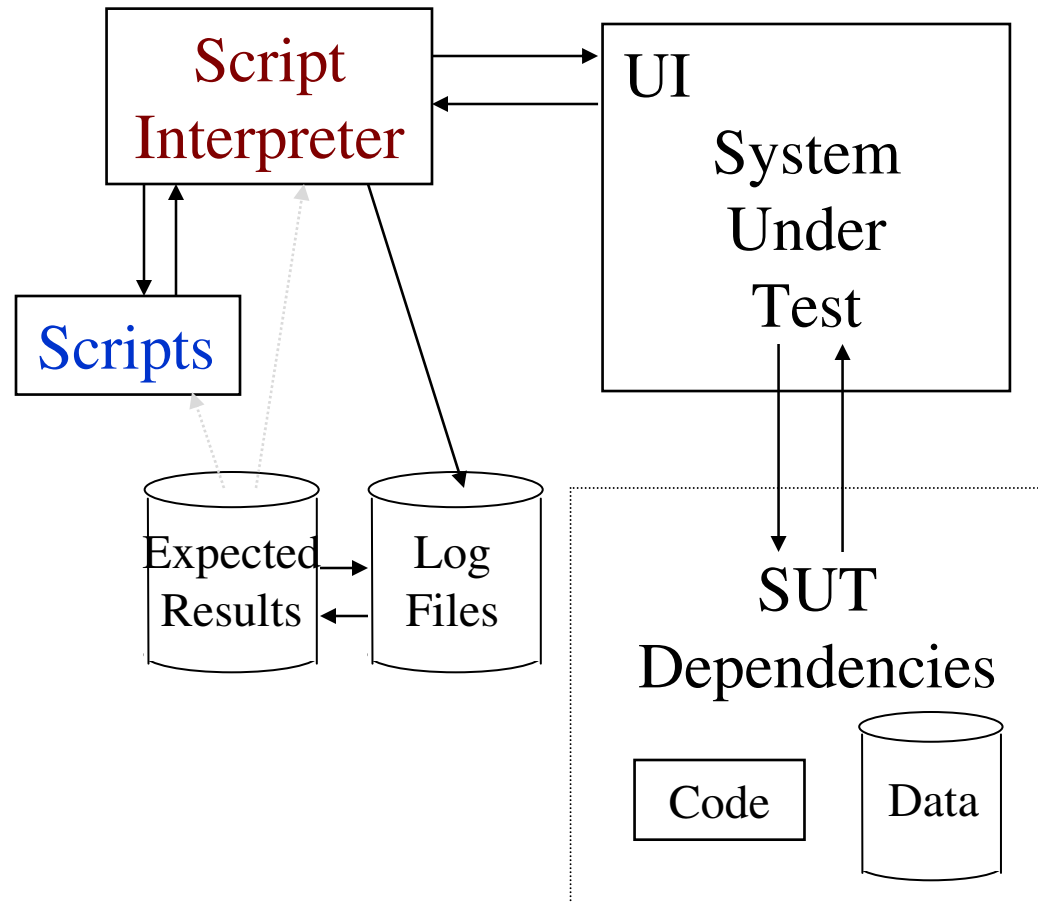 Script
Interpreter
UI
System
Under
Test
Scripts
Expected
Results
Log
Files
SUT
Dependencies
Code
Data